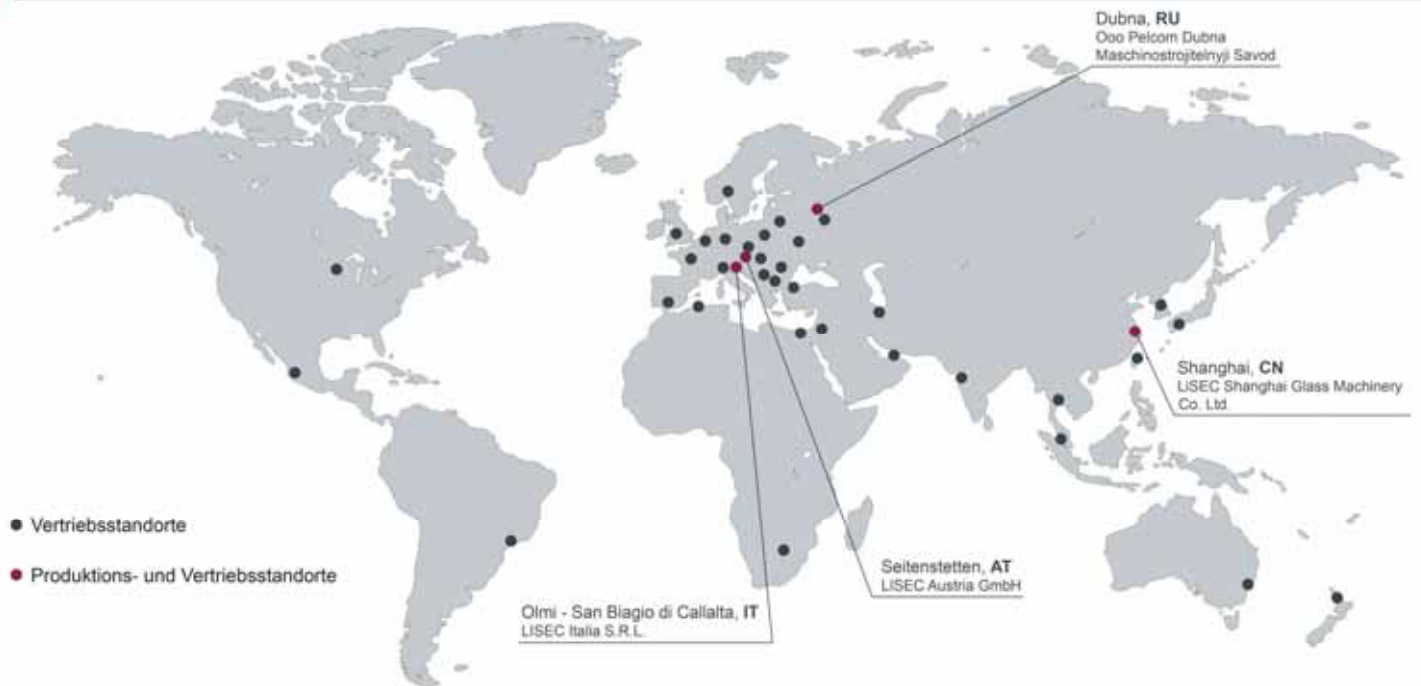 Dubna, RU
Ooo Pelcom Dubna
Maschinostrojitelnyji Savod
Shanghai, CN
LiSEC Shanghai Glass Machinery
Co. Ltd.
Vertriebsstandorte
Produktions- und Vertriebsstandorte
Seitenstetten, AT
LiSEC Austria GmbH
Olmi - San Biagio di Callalta, IT
LISEC Italia S.R.L.